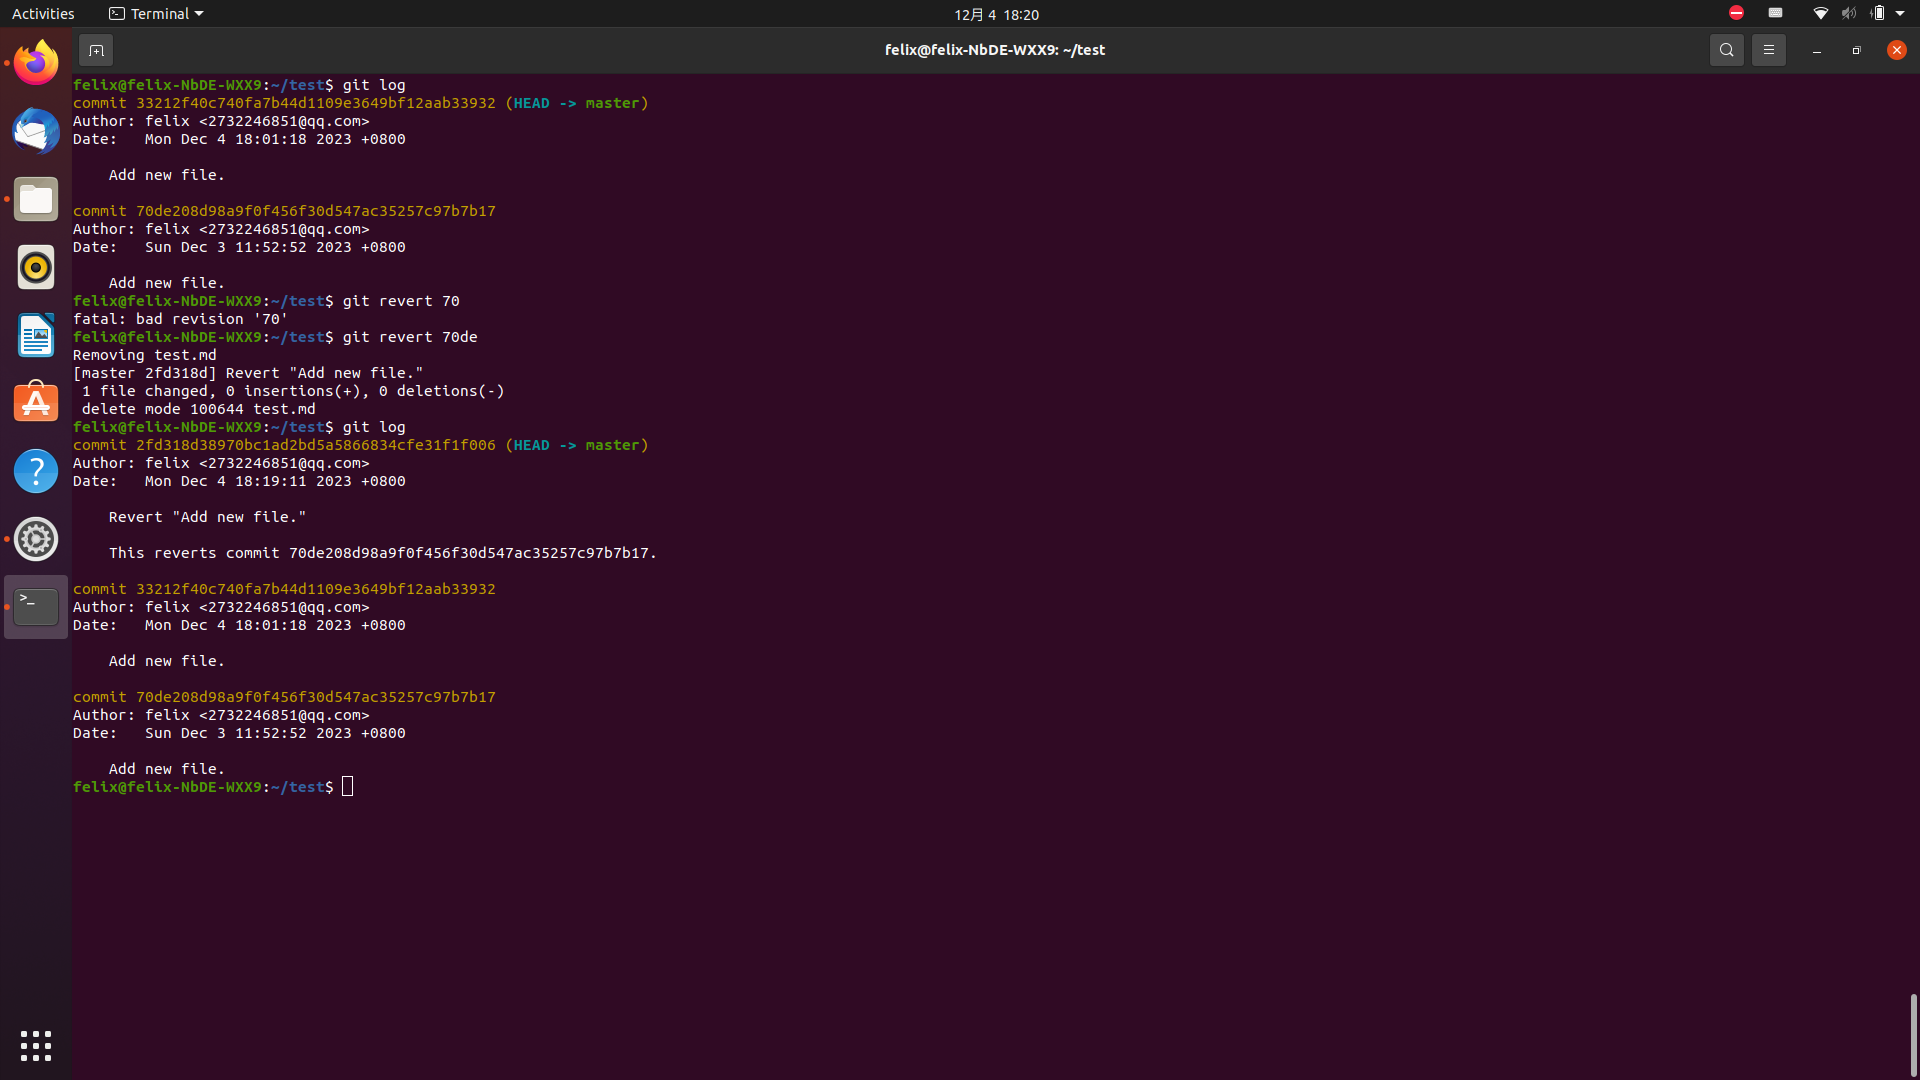 Activities
Terminal
12月 4 18:20
felix@felix-NbDE-WXX9: ~/test
felix@felix-NbDE-WXX9:~/test$ git log
commit 33212f40c740fa7b44d1109e3649bf12aab33932 (HEAD -> master)
Author: felix <2732246851@qq.com>
Date:   Mon Dec 4 18:01:18 2023 +0800
    Add new file.
commit 70de208d98a9f0f456f30d547ac35257c97b7b17
Author: felix <2732246851@qq.com>
Date:   Sun Dec 3 11:52:52 2023 +0800
    Add new file.
felix@felix-NbDE-WXX9:~/test$ git revert 70
fatal: bad revision '70'
felix@felix-NbDE-WXX9:~/test$ git revert 70de
Removing test.md
[master 2fd318d] Revert "Add new file."
 1 file changed, 0 insertions(+), 0 deletions(-)
 delete mode 100644 test.md
felix@felix-NbDE-WXX9:~/test$ git log
commit 2fd318d38970bc1ad2bd5a5866834cfe31f1f006 (HEAD -> master)
Author: felix <2732246851@qq.com>
Date:   Mon Dec 4 18:19:11 2023 +0800
    Revert "Add new file."
    This reverts commit 70de208d98a9f0f456f30d547ac35257c97b7b17.
commit 33212f40c740fa7b44d1109e3649bf12aab33932
Author: felix <2732246851@qq.com>
Date:   Mon Dec 4 18:01:18 2023 +0800
    Add new file.
commit 70de208d98a9f0f456f30d547ac35257c97b7b17
Author: felix <2732246851@qq.com>
Date:   Sun Dec 3 11:52:52 2023 +0800
    Add new file.
felix@felix-NbDE-WXX9:~/test$